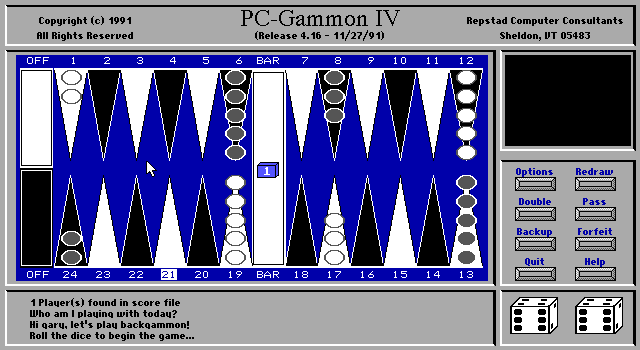 Copyright (c) 1991
All Rights Reserved
PC-Gammon IV
(Release 4.16 - 11/27/91)
Repstad Computer Consultants
Sheldon, VT 05483
OFF 1 2 3 4 5 6 BAR 7 8 9 10 11 12
1
OFF 24 23 22 21 20 19 BAR 18 17 16 15 14 13
Options Redraw
Double Pass
Backup Forfeit
Quit Help
1 Player(s) found in score file
Who am I playing with today?
Hi gary, let's play backgammon!
Roll the dice to begin the game...